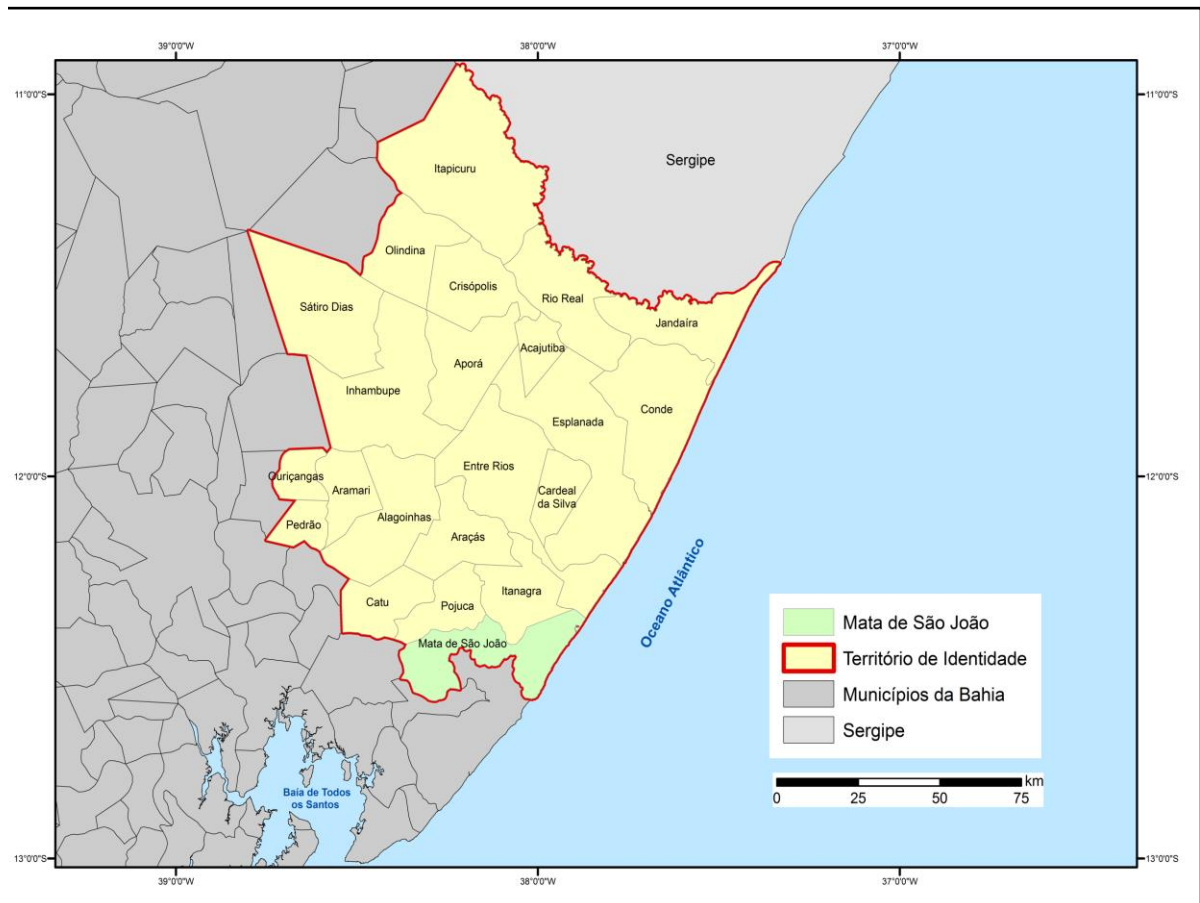 39°0'0"W
38°0'0"W
37°0'0"W
11°0'0"S
11°0'0"S
Sergipe
Itapicuru
Olindina
Crisópolis
Rio Real
Sátiro Dias
Jandaíra
Acajutiba
Aporá
Inhambupe
Conde
Esplanada
Entre Rios
12°0'0"S
12°0'0"S
Ouriçangas
Aramari
Cardeal
da Silva
Alagoinhas
Pedrão
Araçás
Oceano Atlântico
Itanagra
Catu
Pojuca
Mata de São João
Mata de São João
Território de Identidade
Municípios da Bahia
Sergipe
km
0 25 50 75
Baía de Todos
os Santos
13°0'0"S
13°0'0"S
39°0'0"W
38°0'0"W
37°0'0"W